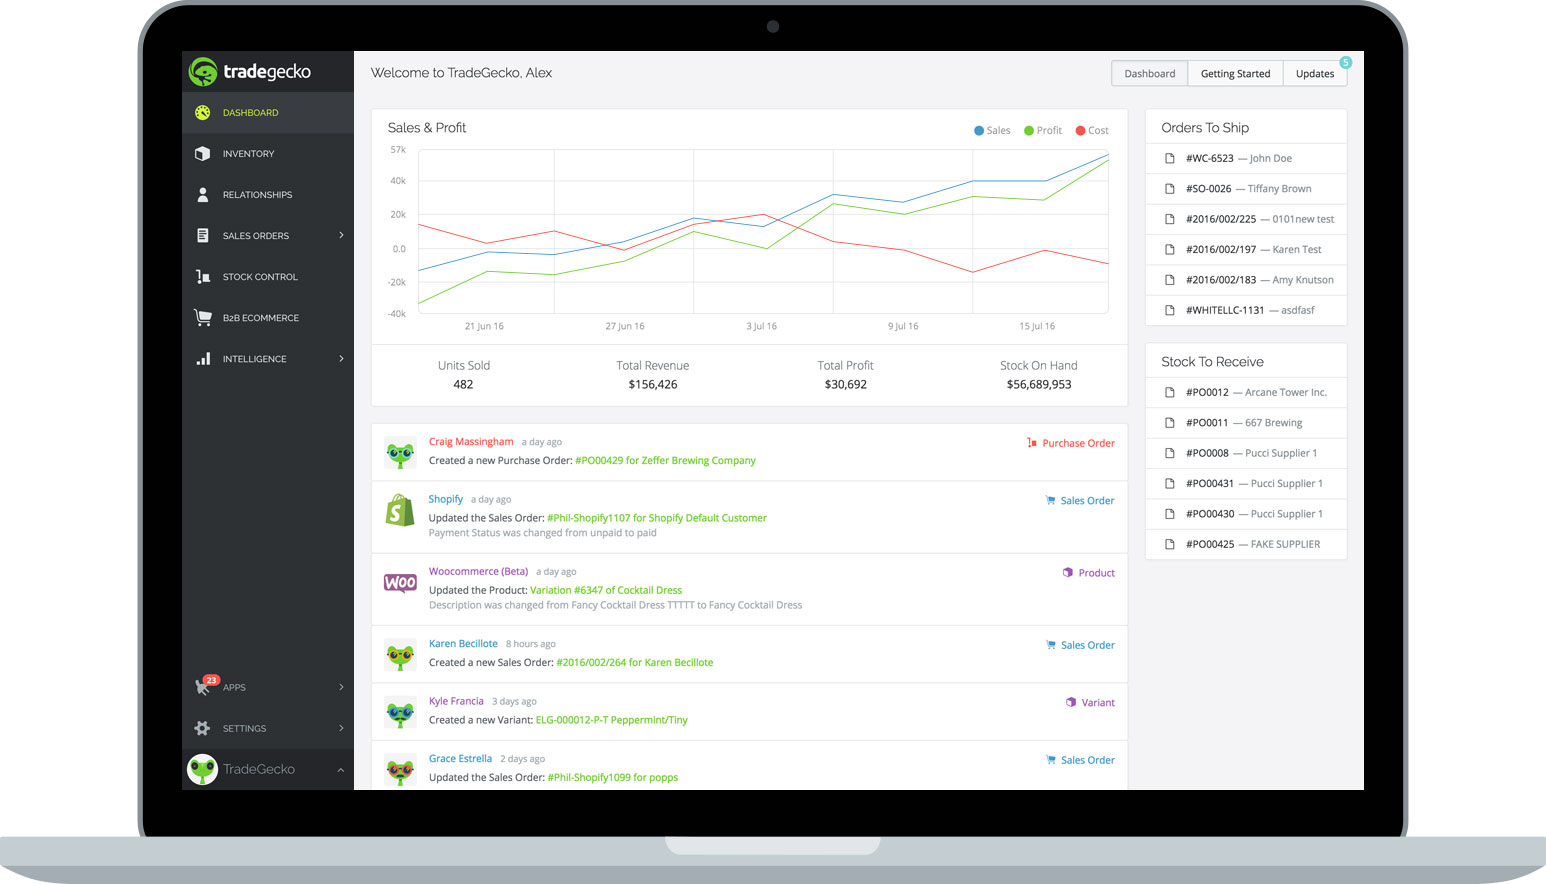 tradegecko
DASHBOARD
INVENTORY
RELATIONSHIPS
SALES ORDERS
STOCK CONTROL
B2B ECOMMERCE
INTELLIGENCE
23
APPS
SETTINGS
TradeGecko
Welcome to TradeGecko, Alex
Dashboard
Getting Started
Updates
5
Sales & Profit
Sales Profit Cost
57k
40k
20k
0.0
-20k
-40k
21 Jun 16 27 Jun 16 3 Jul 16 9 Jul 16 15 Jul 16
Units Sold Total Revenue Total Profit Stock On Hand
482 $156,426 $30,692 $56,689,953
Craig Massingham a day ago Purchase Order
Created a new Purchase Order: #PO00429 for Zeffer Brewing Company
Shopify a day ago Sales Order
Updated the Sales Order: #Phil-Shopify1107 for Shopify Default Customer
Payment Status was changed from unpaid to paid
WOO
Woocommerce (Beta) a day ago Product
Updated the Product: Variation #6347 of Cocktail Dress
Description was changed from Fancy Cocktail Dress TTTTT to Fancy Cocktail Dress
Karen Becillote 8 hours ago Sales Order
Created a new Sales Order: #2016/002/264 for Karen Becillote
Kyle Francia 3 days ago Variant
Created a new Variant: ELG-000012-P-T Peppermint/Tiny
Grace Estrella 2 days ago Sales Order
Updated the Sales Order: #Phil-Shopify1099 for popps
Orders To Ship
#WC-6523 — John Doe
#SO-0026 — Tiffany Brown
#2016/002/225 — 0101new test
#2016/002/197 — Karen Test
#2016/002/183 — Amy Knutson
#WHITELLC-1131 — asdfasf
Stock To Receive
#PO0012 — Arcane Tower Inc.
#PO0011 — 667 Brewing
#PO0008 — Pucci Supplier 1
#PO00431 — Pucci Supplier 1
#PO00430 — Pucci Supplier 1
#PO00425 — FAKE SUPPLIER